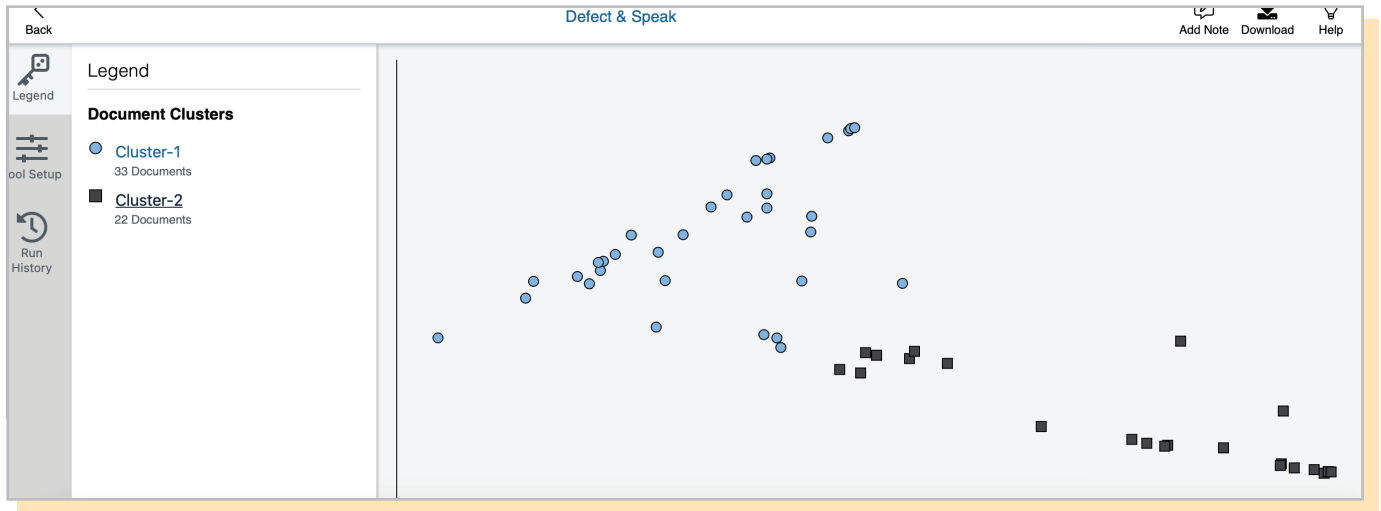 Back
Defect & Speak
Add Note
Download
Help
Legend
ool Setup
Run
History
Legend
Document Clusters
Cluster-1
33 Documents
Cluster-2
22 Documents